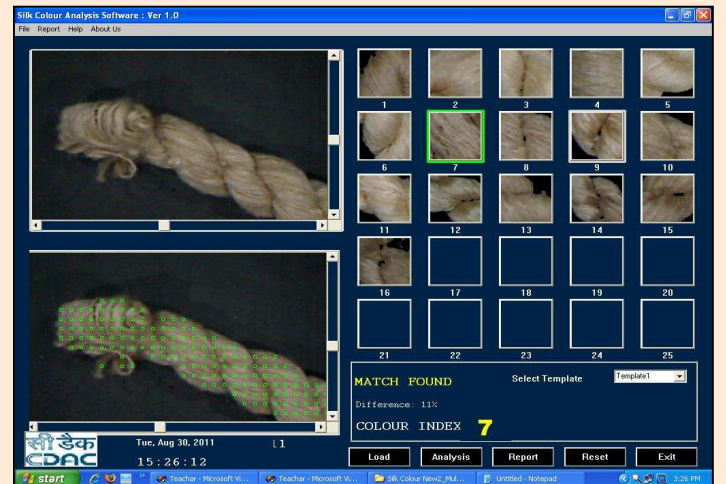 Silk Colour Analysis Software : Ver 1.0
File Report Help About Us
1 2 3 4 5
6 7 8 9 10
11 12 13 14 15
16 17 18 19 20
21 22 23 24 25
MATCH FOUND
Select Template
Template1
Difference: 11%
COLOUR INDEX 7
Load Analysis Report Reset Exit
सी डैक
CDAC
Tue, Aug 30, 2011
15:26:12
start
Teachar - Microsoft Vi...
Teachar - Microsoft Vi...
Silk Colour New2_Mul...
Untitled - Notepad
3:26 PM